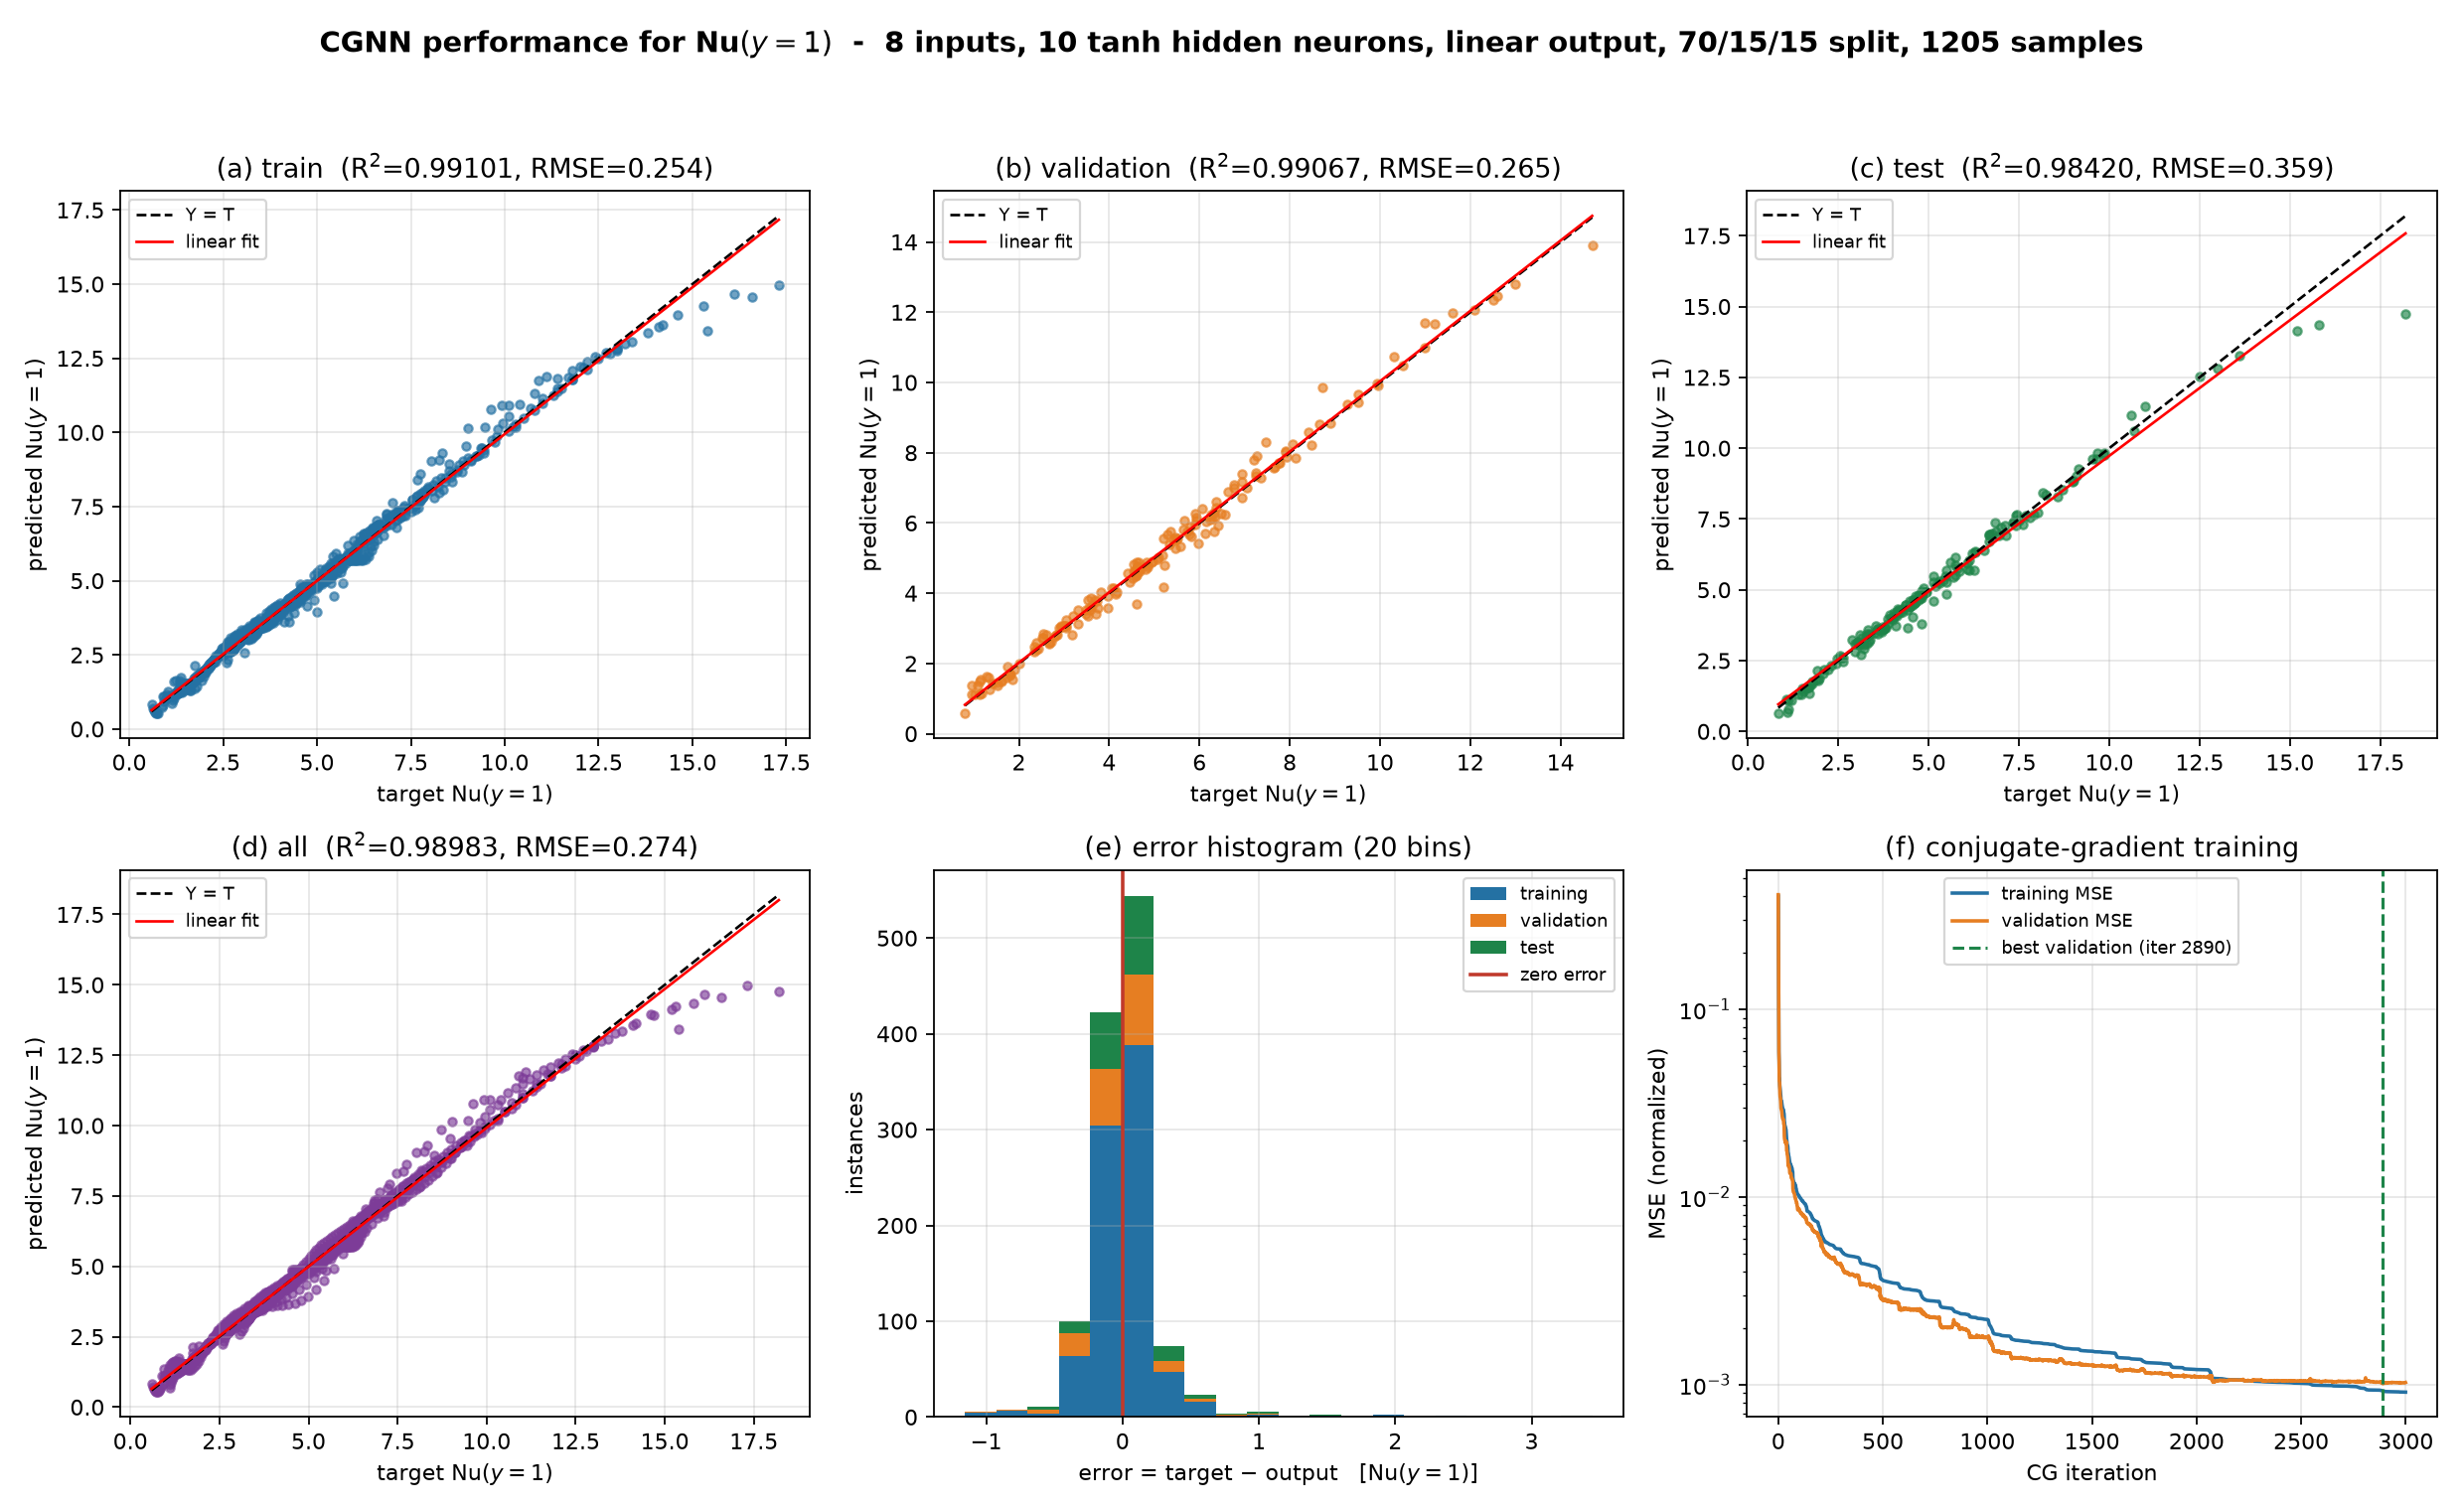 CGNN performance for Nu(y = 1) - 8 inputs, 10 tanh hidden neurons, linear output, 70/15/15 split, 1205 samples
(a) train (R²=0.99101, RMSE=0.254)
Y = T
linear fit
17.5
15.0
12.5
10.0
7.5
5.0
2.5
0.0
predicted Nu(y = 1)
0.0 2.5 5.0 7.5 10.0 12.5 15.0 17.5
target Nu(y = 1)
(b) validation (R²=0.99067, RMSE=0.265)
Y = T
linear fit
14
12
10
8
6
4
2
0
predicted Nu(y = 1)
2 4 6 8 10 12 14
target Nu(y = 1)
(c) test (R²=0.98420, RMSE=0.359)
Y = T
linear fit
17.5
15.0
12.5
10.0
7.5
5.0
2.5
0.0
predicted Nu(y = 1)
0.0 2.5 5.0 7.5 10.0 12.5 15.0 17.5
target Nu(y = 1)
(d) all (R²=0.98983, RMSE=0.274)
Y = T
linear fit
17.5
15.0
12.5
10.0
7.5
5.0
2.5
0.0
predicted Nu(y = 1)
0.0 2.5 5.0 7.5 10.0 12.5 15.0 17.5
target Nu(y = 1)
(e) error histogram (20 bins)
training
validation
test
zero error
500
400
300
200
100
0
instances
−1 0 1 2 3
error = target − output [Nu(y = 1)]
(f) conjugate-gradient training
training MSE
validation MSE
best validation (iter 2890)
10⁻¹
10⁻²
10⁻³
MSE (normalized)
0 500 1000 1500 2000 2500 3000
CG iteration